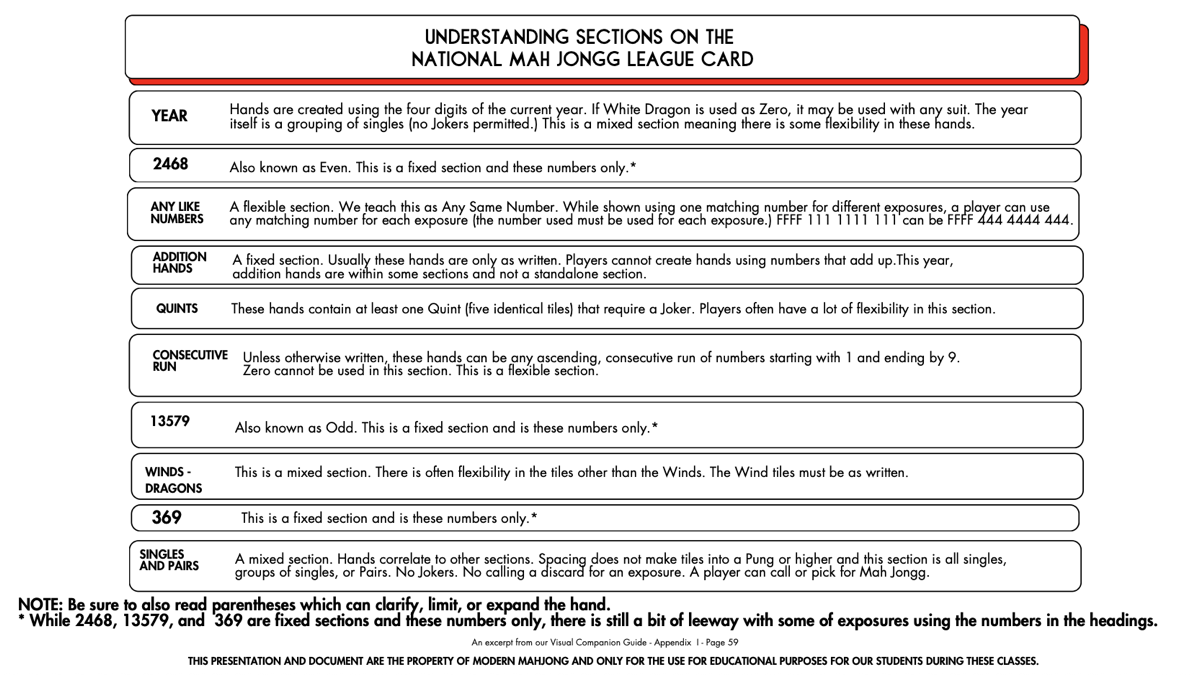 UNDERSTANDING SECTIONS ON THE
NATIONAL MAH JONGG LEAGUE CARD
YEAR
Hands are created using the four digits of the current year. If White Dragon is used as Zero, it may be used with any suit. The year
itself is a grouping of singles (no Jokers permitted.) This is a mixed section meaning there is some flexibility in these hands.
2468
Also known as Even. This is a fixed section and these numbers only.*
ANY LIKE
NUMBERS
A flexible section. We teach this as Any Same Number. While shown using one matching number for different exposures, a player can use
any matching number for each exposure (the number used must be used for each exposure.) FFFF 111 1111 111 can be FFFF 444 4444 444.
ADDITION
HANDS
A fixed section. Usually these hands are only as written. Players cannot create hands using numbers that add up.This year,
addition hands are within some sections and not a standalone section.
QUINTS
These hands contain at least one Quint (five identical tiles) that require a Joker. Players often have a lot of flexibility in this section.
CONSECUTIVE
RUN
Unless otherwise written, these hands can be any ascending, consecutive run of numbers starting with 1 and ending by 9.
Zero cannot be used in this section. This is a flexible section.
13579
Also known as Odd. This is a fixed section and is these numbers only.*
WINDS -
DRAGONS
This is a mixed section. There is often flexibility in the tiles other than the Winds. The Wind tiles must be as written.
369
This is a fixed section and is these numbers only.*
SINGLES
AND PAIRS
A mixed section. Hands correlate to other sections. Spacing does not make tiles into a Pung or higher and this section is all singles,
groups of singles, or Pairs. No Jokers. No calling a discard for an exposure. A player can call or pick for Mah Jongg.
NOTE: Be sure to also read parentheses which can clarify, limit, or expand the hand.
* While 2468, 13579, and 369 are fixed sections and these numbers only, there is still a bit of leeway with some of exposures using the numbers in the headings.
An excerpt from our Visual Companion Guide - Appendix I - Page 59
THIS PRESENTATION AND DOCUMENT ARE THE PROPERTY OF MODERN MAHJONG AND ONLY FOR THE USE FOR EDUCATIONAL PURPOSES FOR OUR STUDENTS DURING THESE CLASSES.